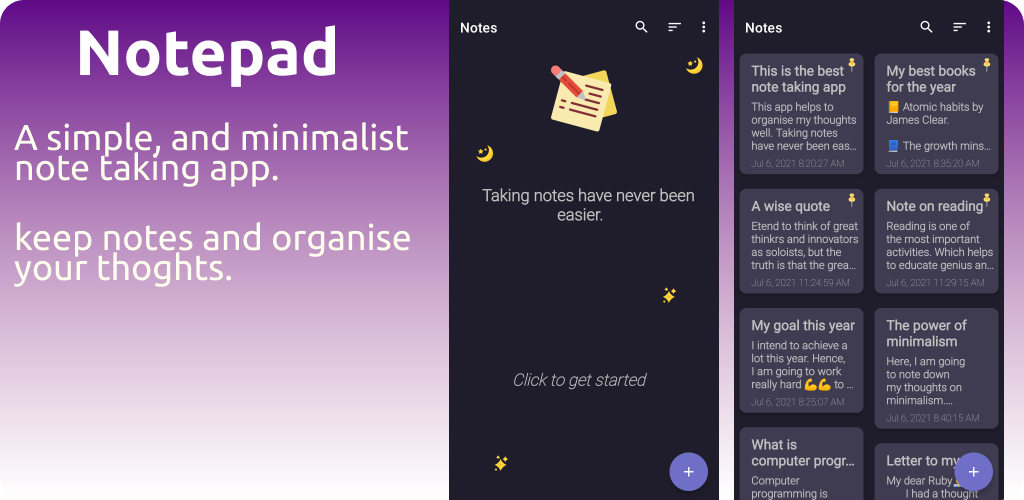 Notepad
A simple, and minimalist
note taking app.
keep notes and organise
your thoghts.
Notes
Taking notes have never been
easier.
Click to get started
+
Notes
This is the best
note taking app
This app helps to
organise my thoughts
well. Taking notes
have never been eas...
Jul 6, 2021 8:20:27 AM
My best books
for the year
📙 Atomic habits by
James Clear.
📘 The growth mins...
Jul 6, 2021 8:35:20 AM
A wise quote
Etend to think of great
thinkrs and innovators
as soloists, but the
truth is that the grea...
Jul 6, 2021 11:24:59 AM
Note on reading
Reading is one of
the most important
activities. Which helps
to educate genius an...
Jul 6, 2021 11:29:15 AM
My goal this year
I intend to achieve a
lot this year. Hence,
I am going to work
really hard 💪💪 to ...
Jul 6, 2021 8:25:07 AM
The power of
minimalism
Here, I am going
to note down
my thoughts on
minimalism....
Jul 6, 2021 8:40:15 AM
What is
computer progr...
Computer
programming is
Letter to my
My dear Ruby
I had a thought
+